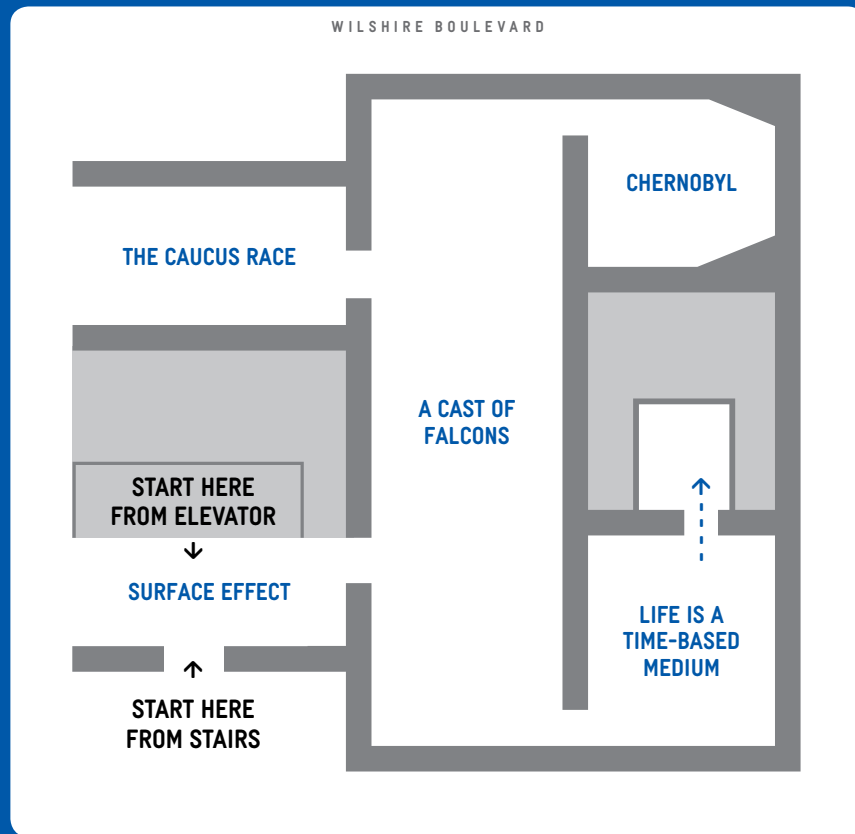 WILSHIRE BOULEVARD
CHERNOBYL
THE CAUCUS RACE
A CAST OF
FALCONS
START HERE
FROM ELEVATOR
SURFACE EFFECT
LIFE IS A
TIME-BASED
MEDIUM
START HERE
FROM STAIRS